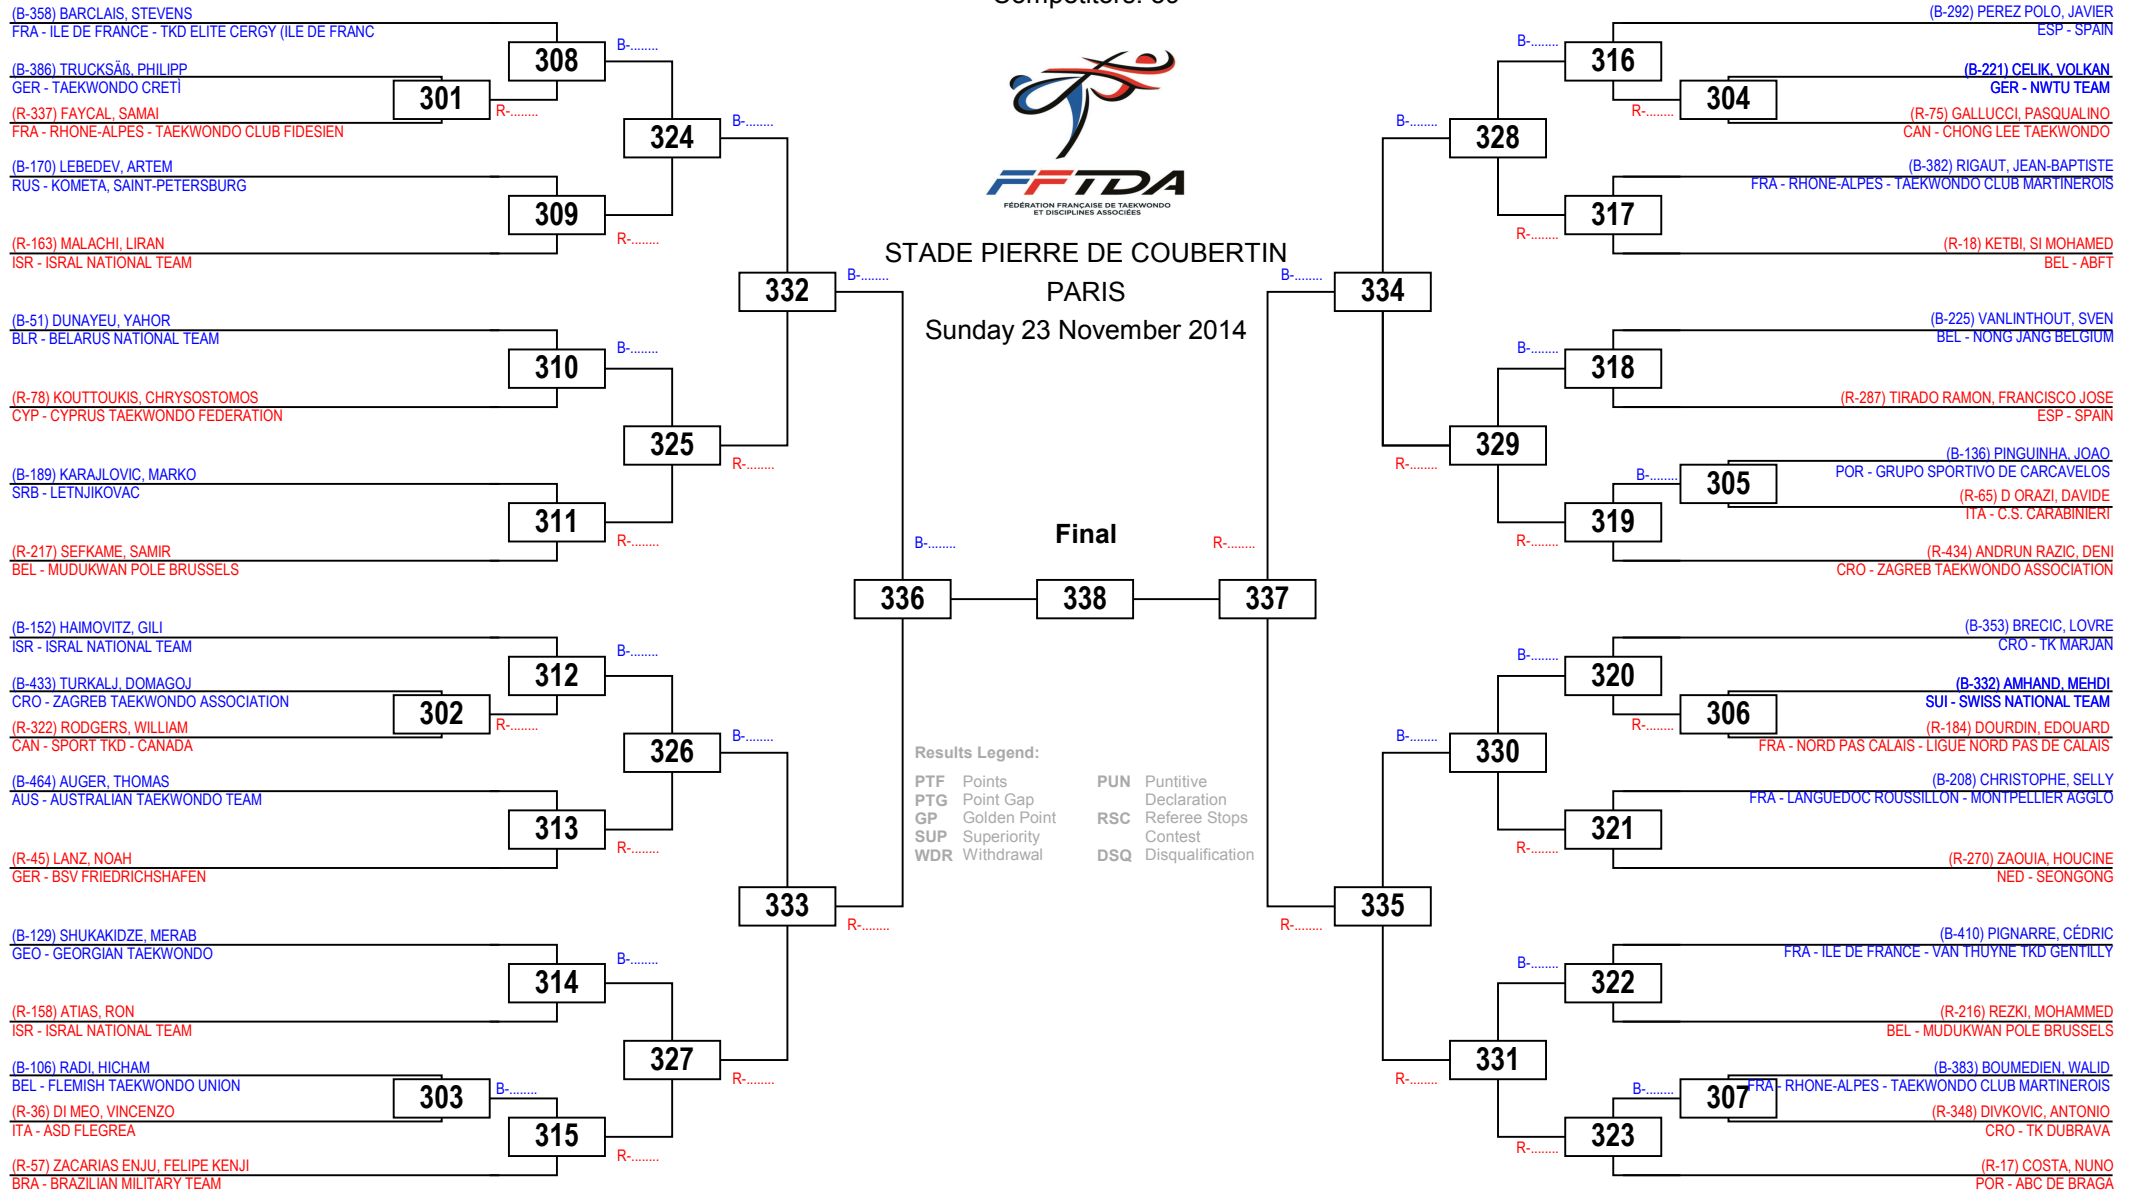 (B-358) BARCLAIS, STEVENS
FRA - ILE DE FRANCE - TKD ELITE CERGY (ILE DE FRANC
308
B-........
(B-386) TRUCKSÄß, PHILIPP
GER - TAEKWONDO CRETÌ
301
R-........
(R-337) FAYCAL, SAMAI
FRA - RHONE-ALPES - TAEKWONDO CLUB FIDESIEN
324
B-........
(B-170) LEBEDEV, ARTEM
RUS - KOMETA, SAINT-PETERSBURG
309
R-........
(R-163) MALACHI, LIRAN
ISR - ISRAL NATIONAL TEAM
332
B-........
(B-51) DUNAYEU, YAHOR
BLR - BELARUS NATIONAL TEAM
310
B-........
(R-78) KOUTTOUKIS, CHRYSOSTOMOS
CYP - CYPRUS TAEKWONDO FEDERATION
325
R-........
(B-189) KARAJLOVIC, MARKO
SRB - LETNJIKOVAC
311
R-........
(R-217) SEFKAME, SAMIR
BEL - MUDUKWAN POLE BRUSSELS
336
B-........
(B-152) HAIMOVITZ, GILI
ISR - ISRAL NATIONAL TEAM
312
B-........
(B-433) TURKALJ, DOMAGOJ
CRO - ZAGREB TAEKWONDO ASSOCIATION
302
R-........
(R-322) RODGERS, WILLIAM
CAN - SPORT TKD - CANADA
326
B-........
(B-464) AUGER, THOMAS
AUS - AUSTRALIAN TAEKWONDO TEAM
313
R-........
(R-45) LANZ, NOAH
GER - BSV FRIEDRICHSHAFEN
333
R-........
(B-129) SHUKAKIDZE, MERAB
GEO - GEORGIAN TAEKWONDO
314
B-........
(R-158) ATIAS, RON
ISR - ISRAL NATIONAL TEAM
327
R-........
(B-106) RADI, HICHAM
BEL - FLEMISH TAEKWONDO UNION
303
B-........
(R-36) DI MEO, VINCENZO
ITA - ASD FLEGREA
315
R-........
(R-57) ZACARIAS ENJU, FELIPE KENJI
BRA - BRAZILIAN MILITARY TEAM
FFTDA
FÉDÉRATION FRANÇAISE DE TAEKWONDO
ET DISCIPLINES ASSOCIÉES
STADE PIERRE DE COUBERTIN
PARIS
Sunday 23 November 2014
Final
338
Results Legend:
PTF Points
PTG Point Gap
GP Golden Point
SUP Superiority
WDR Withdrawal
PUN Puntitive
Declaration
RSC Referee Stops
Contest
DSQ Disqualification
(B-292) PEREZ POLO, JAVIER
ESP - SPAIN
B-........
316
(B-221) CELIK, VOLKAN
GER - NWTU TEAM
R-........
304
(R-75) GALLUCCI, PASQUALINO
CAN - CHONG LEE TAEKWONDO
B-........
328
(B-382) RIGAUT, JEAN-BAPTISTE
FRA - RHONE-ALPES - TAEKWONDO CLUB MARTINEROIS
R-........
317
(R-18) KETBI, SI MOHAMED
BEL - ABFT
B-........
334
(B-225) VANLINTHOUT, SVEN
BEL - NONG JANG BELGIUM
B-........
318
(R-287) TIRADO RAMON, FRANCISCO JOSE
ESP - SPAIN
R-........
329
(B-136) PINGUINHA, JOAO
POR - GRUPO SPORTIVO DE CARCAVELOS
B-........
305
(R-65) D ORAZI, DAVIDE
ITA - C.S. CARABINIERI
R-........
319
(R-434) ANDRUN RAZIC, DENI
CRO - ZAGREB TAEKWONDO ASSOCIATION
R-........
337
(B-353) BRECIC, LOVRE
CRO - TK MARJAN
B-........
320
(B-332) AMHAND, MEHDI
SUI - SWISS NATIONAL TEAM
R-........
306
(R-184) DOURDIN, EDOUARD
FRA - NORD PAS CALAIS - LIGUE NORD PAS DE CALAIS
B-........
330
(B-208) CHRISTOPHE, SELLY
FRA - LANGUEDOC ROUSSILLON - MONTPELLIER AGGLO
R-........
321
(R-270) ZAOUIA, HOUCINE
NED - SEONGONG
R-........
335
(B-410) PIGNARRE, CÉDRIC
FRA - ILE DE FRANCE - VAN THUYNE TKD GENTILLY
B-........
322
(R-216) REZKI, MOHAMMED
BEL - MUDUKWAN POLE BRUSSELS
R-........
331
(B-383) BOUMEDIEN, WALID
FRA - RHONE-ALPES - TAEKWONDO CLUB MARTINEROIS
B-........
307
(R-348) DIVKOVIC, ANTONIO
CRO - TK DUBRAVA
R-........
323
(R-17) COSTA, NUNO
POR - ABC DE BRAGA